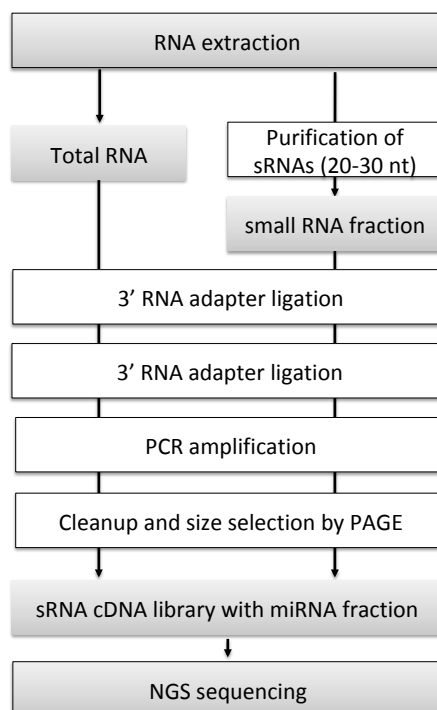 RNA extraction
Total RNA
Purification of
sRNAs (20-30 nt)
small RNA fraction
3’ RNA adapter ligation
3’ RNA adapter ligation
PCR amplification
Cleanup and size selection by PAGE
sRNA cDNA library with miRNA fraction
NGS sequencing